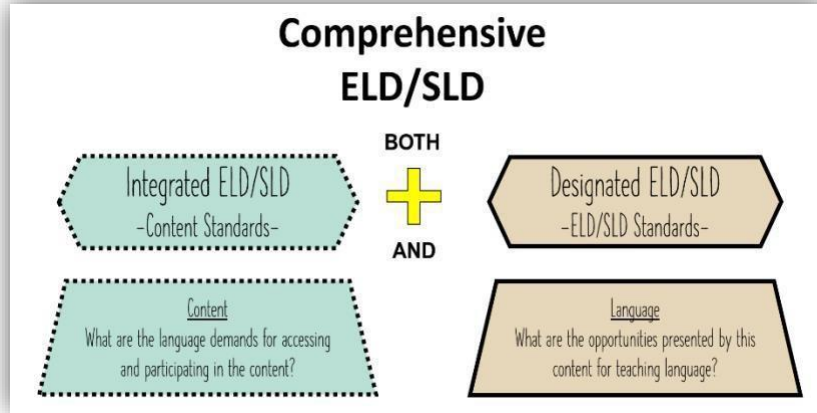 Comprehensive
ELD/SLD
BOTH
Integrated ELD/SLD
-Content Standards-
AND
Designated ELD/SLD
-ELD/SLD Standards-
Content
What are the language demands for accessing
and participating in the content?
Language
What are the opportunities presented by this
content for teaching language?